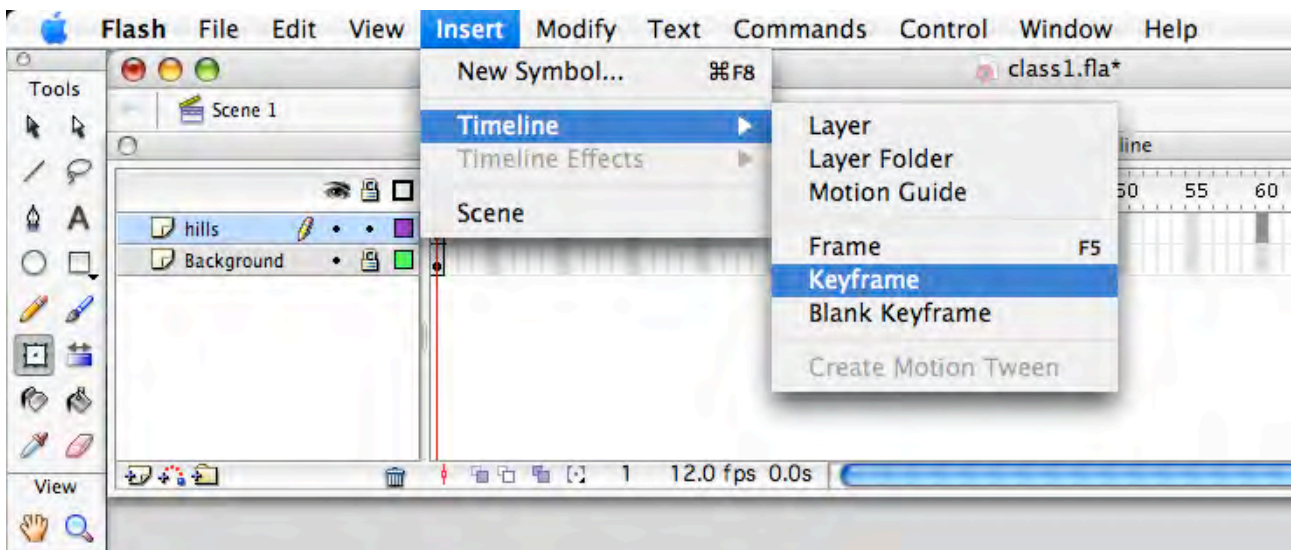 Flash File Edit View Insert Modify Text Commands Control Window Help
Tools
class1.fla*
Scene 1
New Symbol... ⌘F8
Timeline
Timeline Effects
Scene
Layer
Layer Folder
Motion Guide
Frame F5
Keyframe
Blank Keyframe
Create Motion Tween
55 60
hills
Background
A
1 12.0 fps 0.0s
View